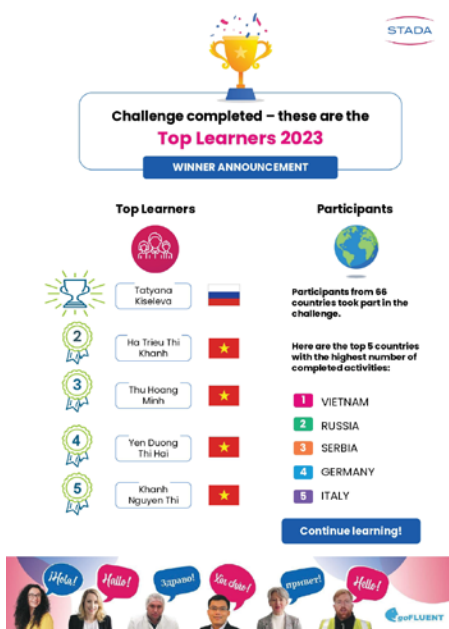 STADA
Challenge completed – these are the
Top Learners 2023
WINNER ANNOUNCEMENT
Top Learners
Tatyana
Kiseleva
2
Ha Trieu Thi
Khanh
3
Thu Hoang
Minh
4
Yen Duong
Thi Hai
5
Khanh
Nguyen Thi
Participants
Participants from 66
countries took part in the
challenge.
Here are the top 5 countries
with the highest number of
completed activities:
1 VIETNAM
2 RUSSIA
3 SERBIA
4 GERMANY
5 ITALY
Continue learning!
¡Hola!
Hallo!
Здраво!
Xin chào!
привет!
Hello!
goFLUENT